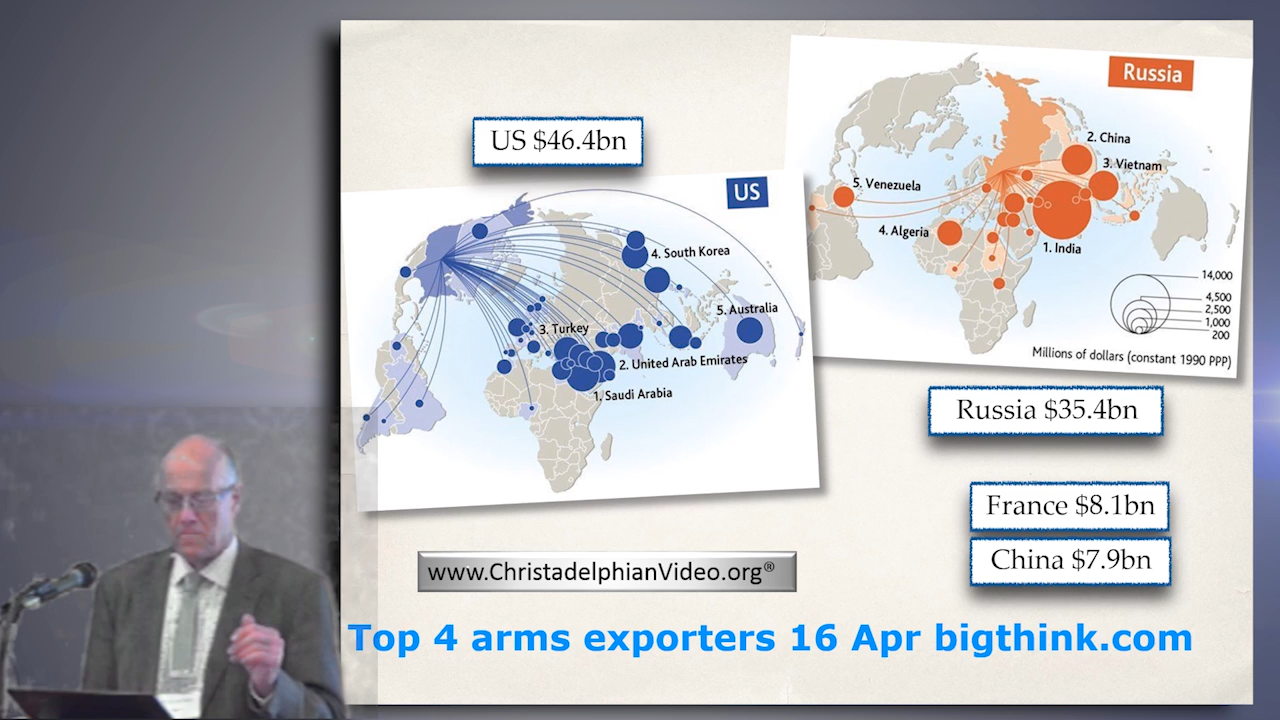 US $46.4bn
US
4. South Korea
5. Australia
3. Turkey
2. United Arab Emirates
1. Saudi Arabia
Russia
2. China
3. Vietnam
5. Venezuela
4. Algeria
1. India
14,000
4,500
2,500
1,000
200
Millions of dollars (constant 1990 PPP)
Russia $35.4bn
France $8.1bn
China $7.9bn
www.ChristadelphianVideo.org®
Top 4 arms exporters 16 Apr bigthink.com